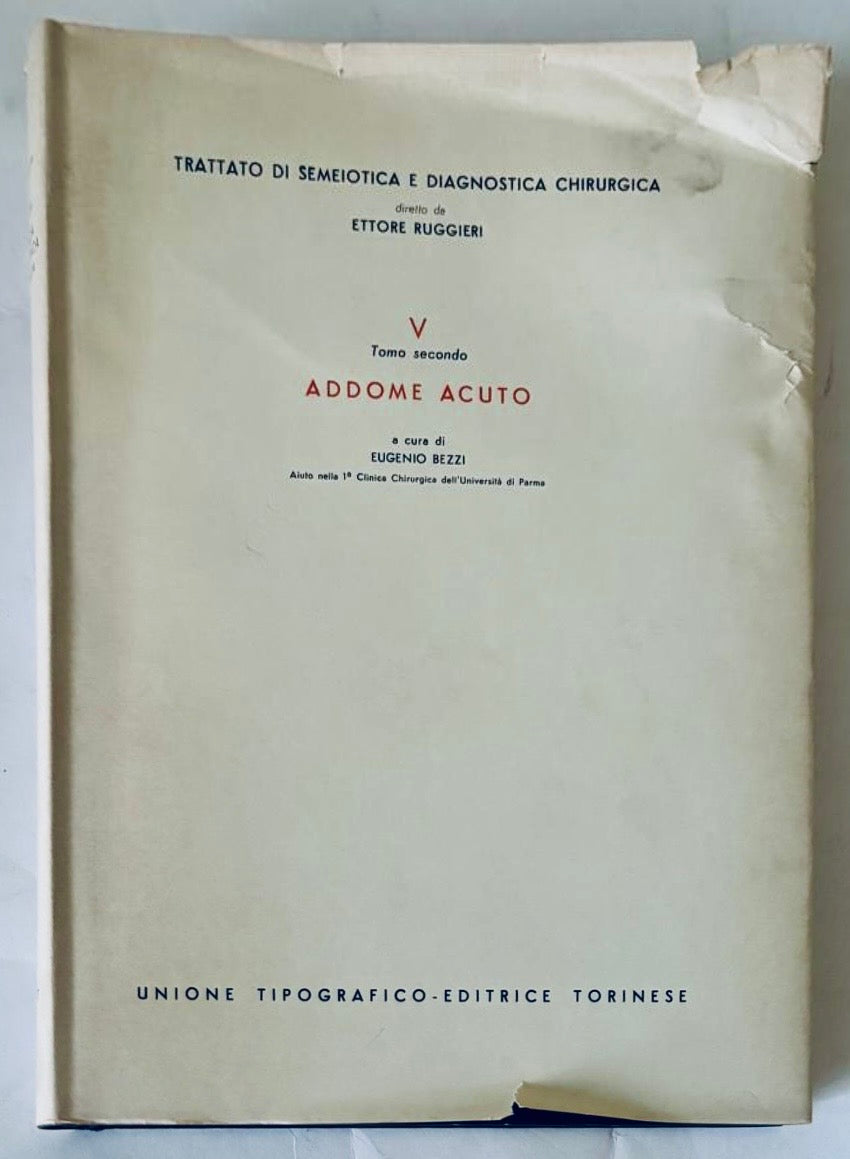 TRATTATO DI SEMEIOTICA E DIAGNOSTICA CHIRURGICA
diretto da
ETTORE RUGGIERI
V
Tomo secondo
ADDOME ACUTO
a cura di
EUGENIO BEZZI
Aiuto nella 1ª Clinica Chirurgica dell'Università di Parma
UNIONE TIPOGRAFICO-EDITRICE TORINESE